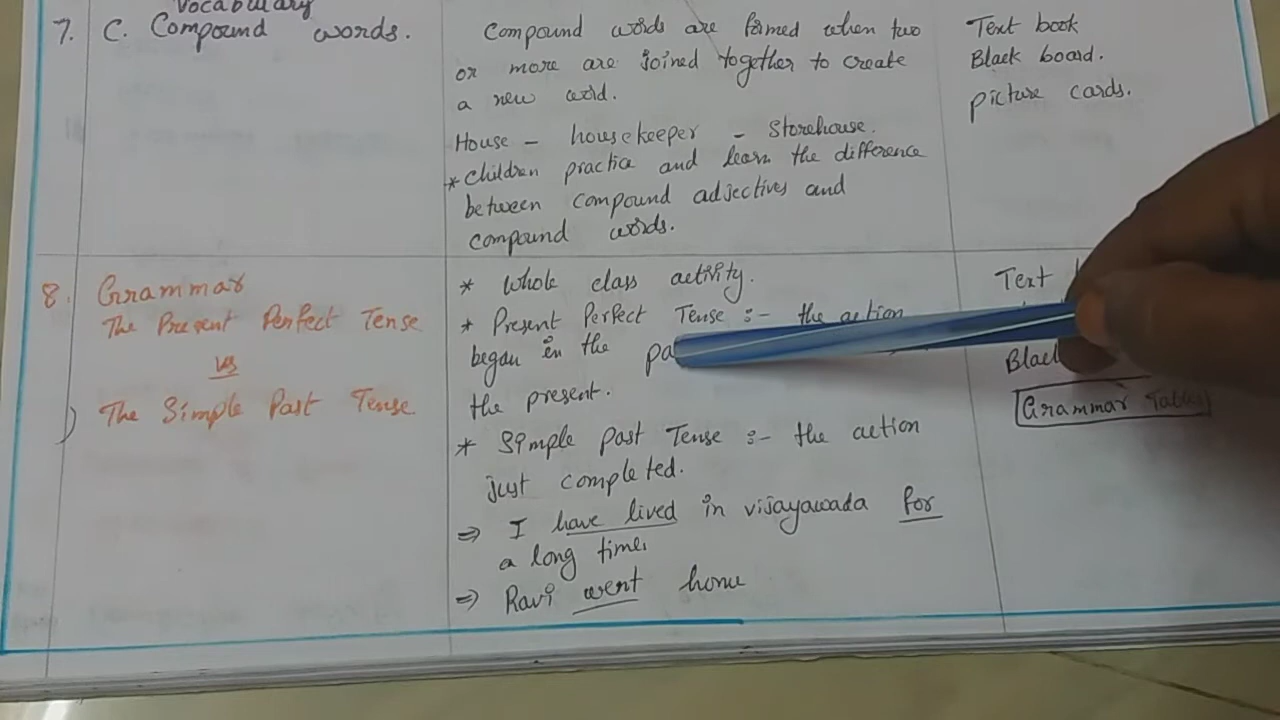 Vocabulary
7. C. Compound words.
Compound words are formed when two
or more are joined together to create
a new word.
House - housekeeper - Storehouse.
* Children practice and learn the difference
between compound adjectives and
compound words.
Text book
Black board.
picture cards.
8. Grammar
The Present Perfect Tense
vs
The Simple Past Tense
* Whole class activity.
* Present Perfect Tense :- the action
began in the
the present.
* Simple Past Tense :- the action
just completed.
⇒ I have lived in vijayawada for
a long time.
⇒ Ravi went home
Text
Grammar Table